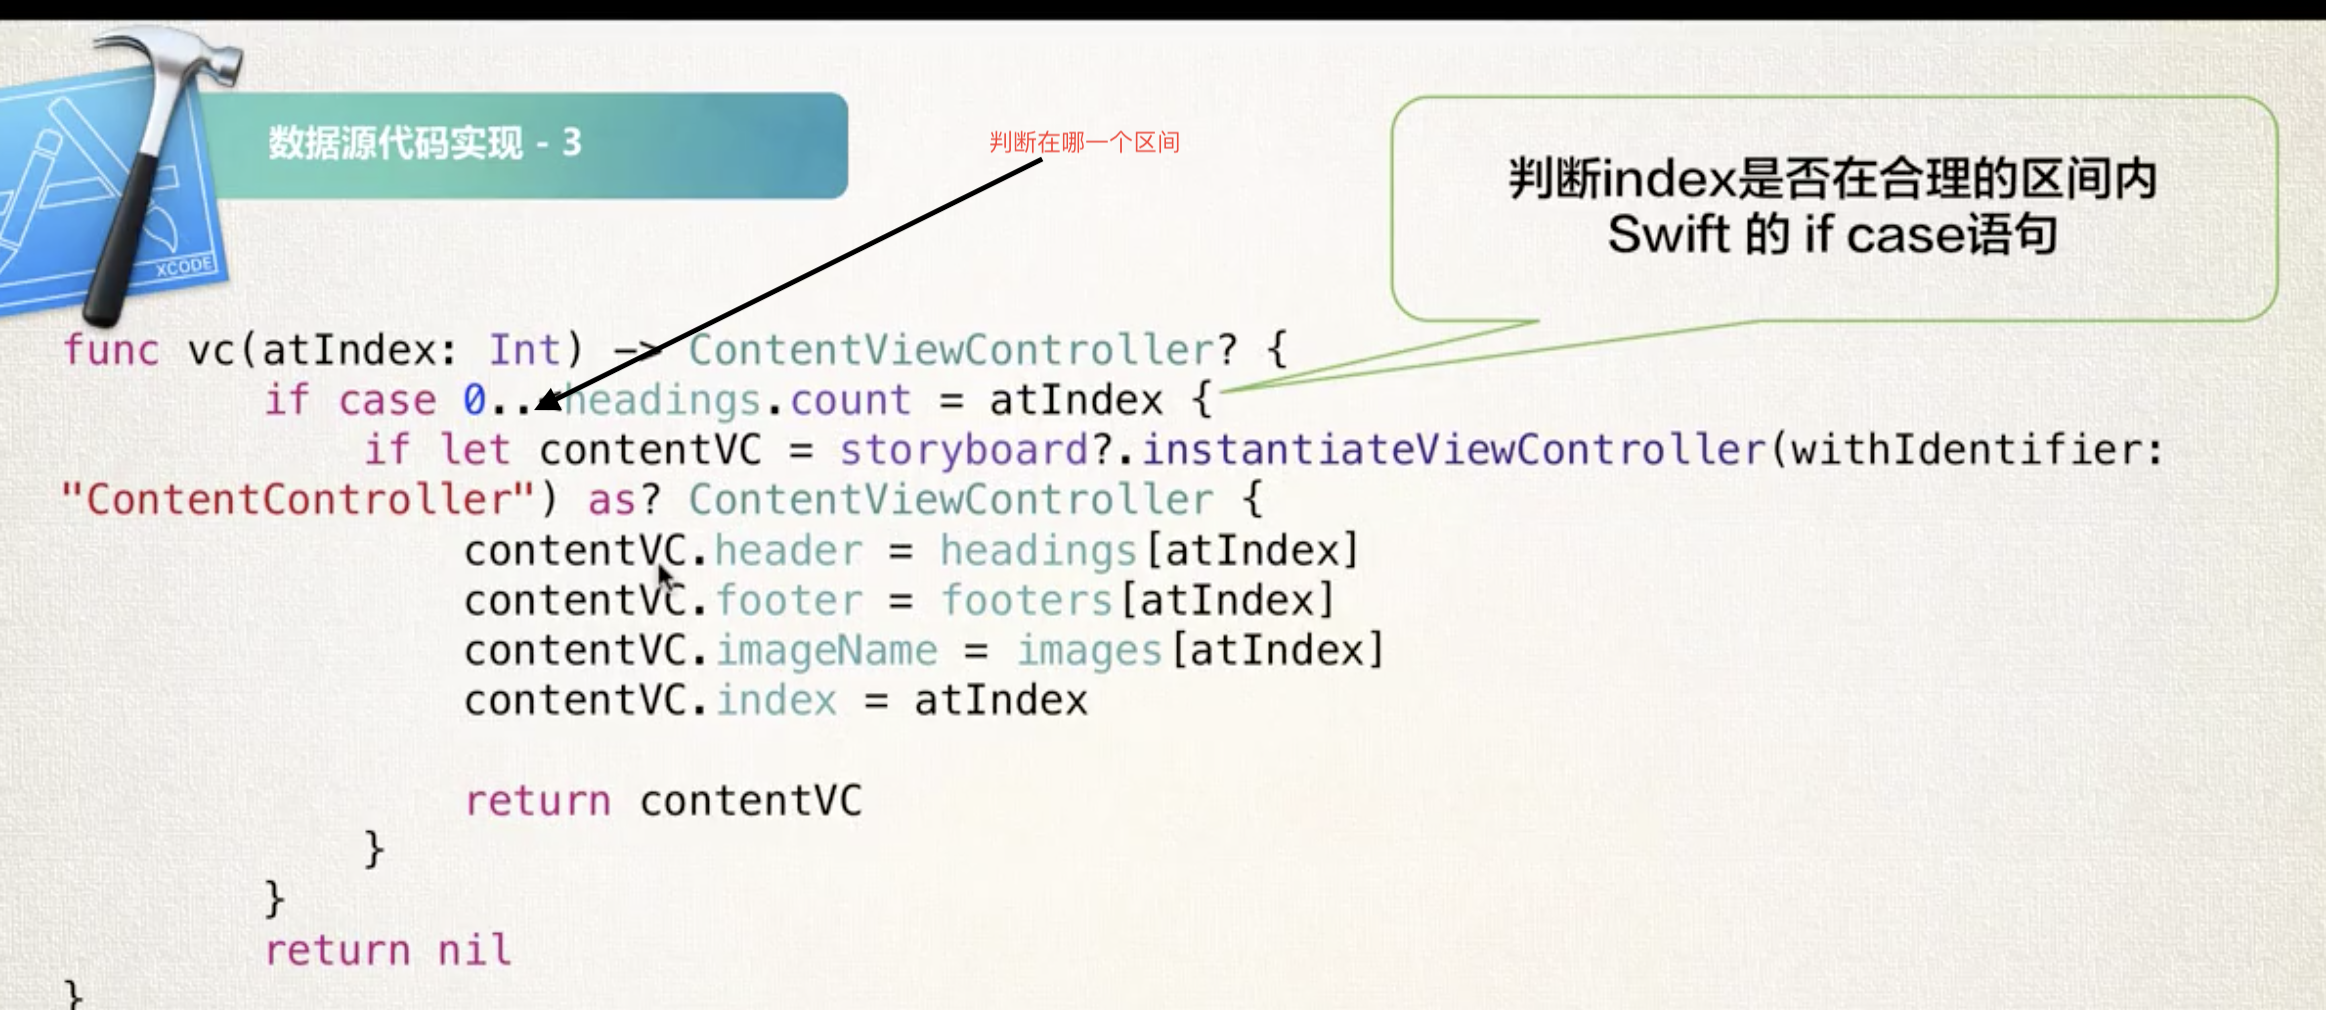 XCODE
数据源代码实现 - 3
判断在哪一个区间
判断index是否在合理的区间内
Swift 的 if case语句
func vc(atIndex: Int) -> ContentViewController? {
if case 0..<headings.count = atIndex {
if let contentVC = storyboard?.instantiateViewController(withIdentifier:
"ContentController") as? ContentViewController {
contentVC.header = headings[atIndex]
contentVC.footer = footers[atIndex]
contentVC.imageName = images[atIndex]
contentVC.index = atIndex
return contentVC
}
}
return nil
}